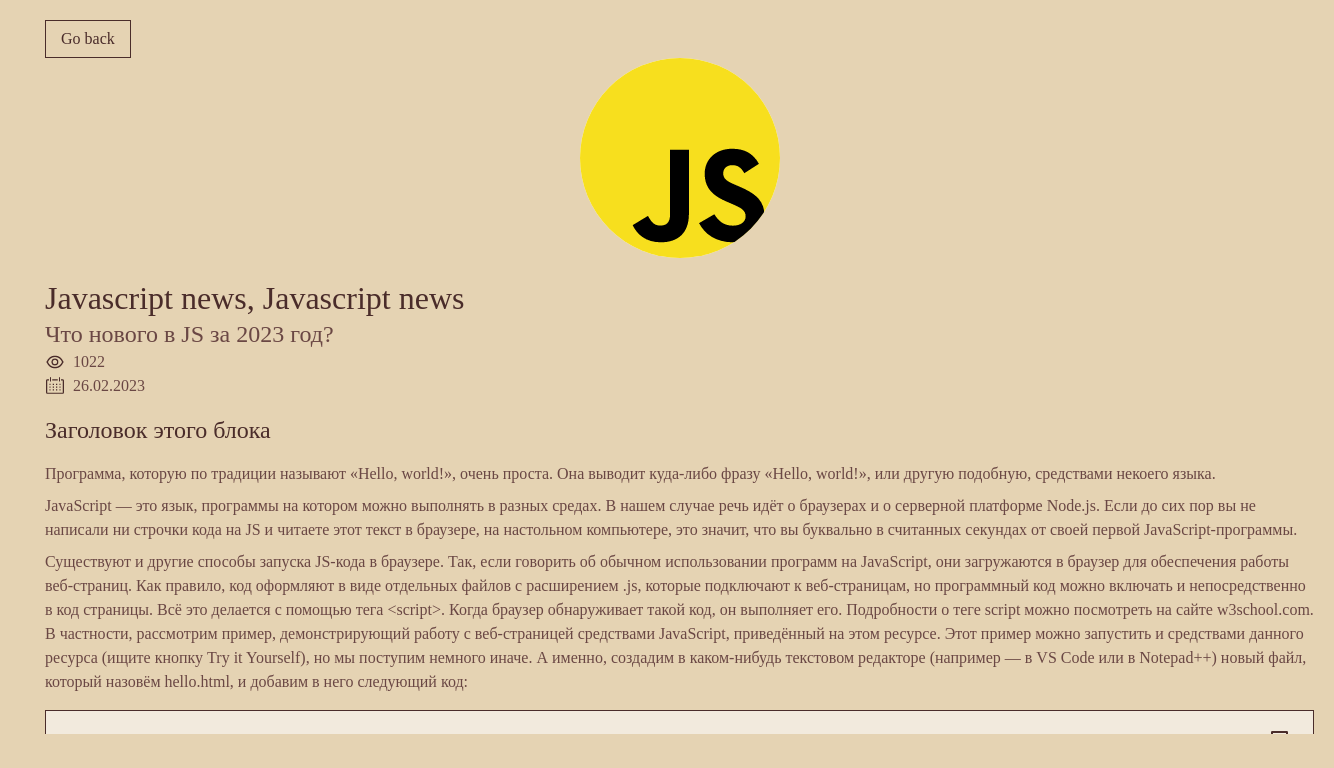 Go back
JS
Javascript news, Javascript news
Что нового в JS за 2023 год?
1022
26.02.2023
Заголовок этого блока
Программа, которую по традиции называют «Hello, world!», очень проста. Она выводит куда-либо фразу «Hello, world!», или другую подобную, средствами некоего языка.
JavaScript — это язык, программы на котором можно выполнять в разных средах. В нашем случае речь идёт о браузерах и о серверной платформе Node.js. Если до сих пор вы не
написали ни строчки кода на JS и читаете этот текст в браузере, на настольном компьютере, это значит, что вы буквально в считанных секундах от своей первой JavaScript-программы.
Существуют и другие способы запуска JS-кода в браузере. Так, если говорить об обычном использовании программ на JavaScript, они загружаются в браузер для обеспечения работы
веб-страниц. Как правило, код оформляют в виде отдельных файлов с расширением .js, которые подключают к веб-страницам, но программный код можно включать и непосредственно
в код страницы. Всё это делается с помощью тега <script>. Когда браузер обнаруживает такой код, он выполняет его. Подробности о теге script можно посмотреть на сайте w3school.com.
В частности, рассмотрим пример, демонстрирующий работу с веб-страницей средствами JavaScript, приведённый на этом ресурсе. Этот пример можно запустить и средствами данного
ресурса (ищите кнопку Try it Yourself), но мы поступим немного иначе. А именно, создадим в каком-нибудь текстовом редакторе (например — в VS Code или в Notepad++) новый файл,
который назовём hello.html, и добавим в него следующий код: